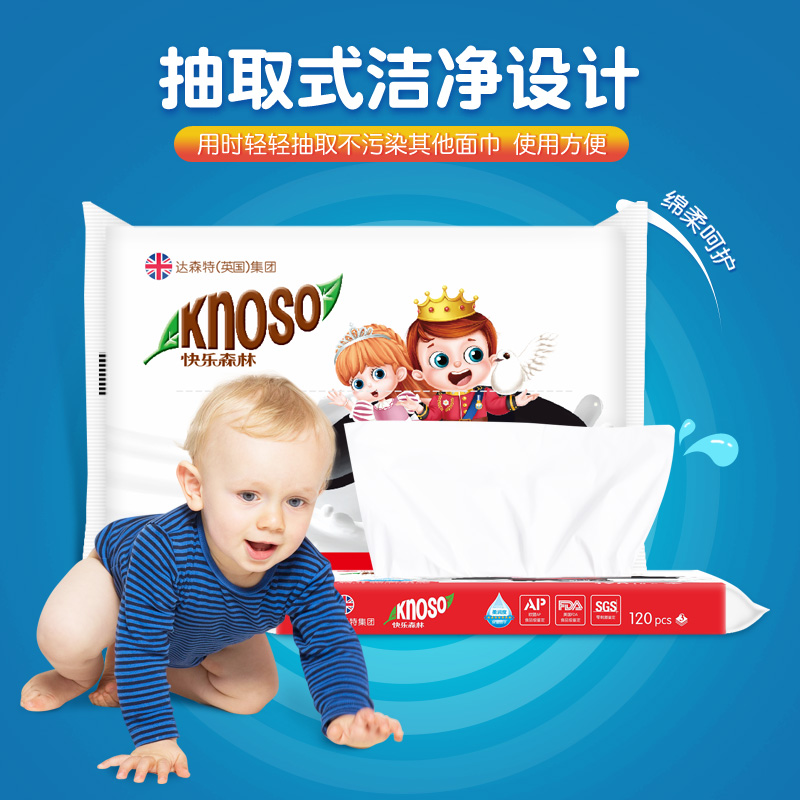 抽取式洁净设计
用时轻轻抽取不污染其他面巾 使用方便
绵柔呵护
达森特(英国)集团
KNOSO
快乐森林
特集团
KNOSO
快乐森林
AP
FDA
SGS
120 pcs